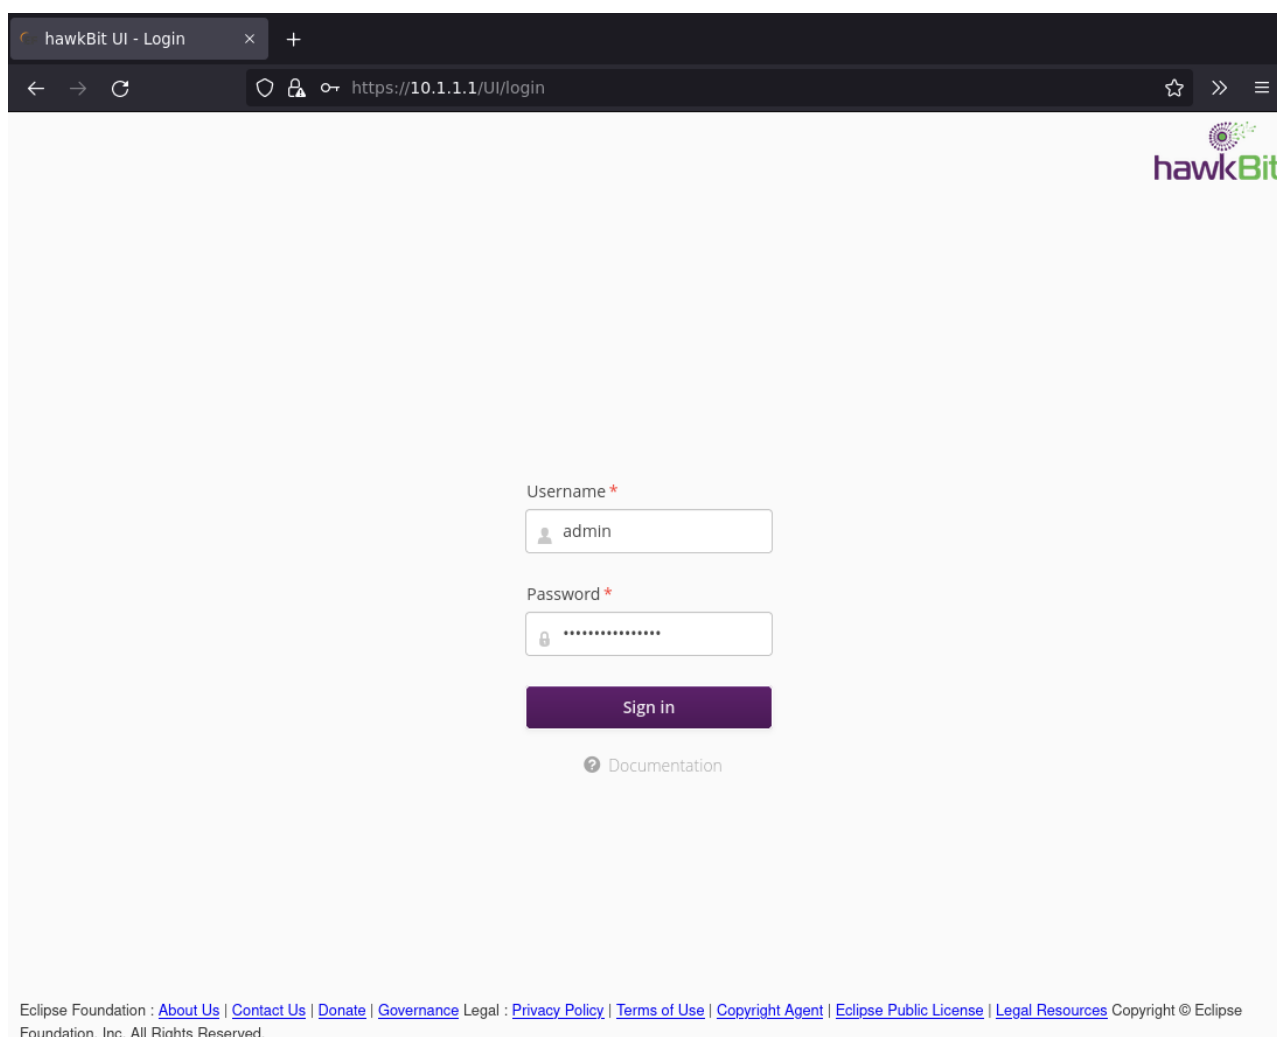 hawkBit UI - Login
https://10.1.1.1/UI/login
hawkBit
Username *
admin
Password *
••••••••••••••••
Sign in
Documentation
Eclipse Foundation : About Us | Contact Us | Donate | Governance Legal : Privacy Policy | Terms of Use | Copyright Agent | Eclipse Public License | Legal Resources Copyright © Eclipse
Foundation, Inc. All Rights Reserved.